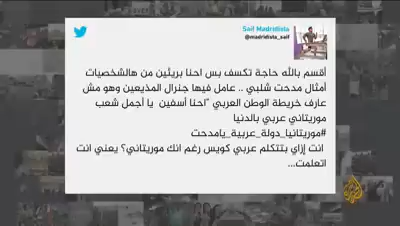 Saif Madridista
@madridista_saif
أقسم بالله حاجة تكسف بس احنا بريئين من هالشخصيات
أمثال مدحت شلبي .. عامل فيها جنرال المذيعين وهو مش
عارف خريطة الوطن العربي "احنا أسفين يا أجمل شعب
موريتاني عربي بالدنيا
#موريتانيا_دولة_عربية_يامدحت
انت إزاي بتتكلم عربي كويس رغم انك موريتاني؟ يعني انت
اتعلمت...